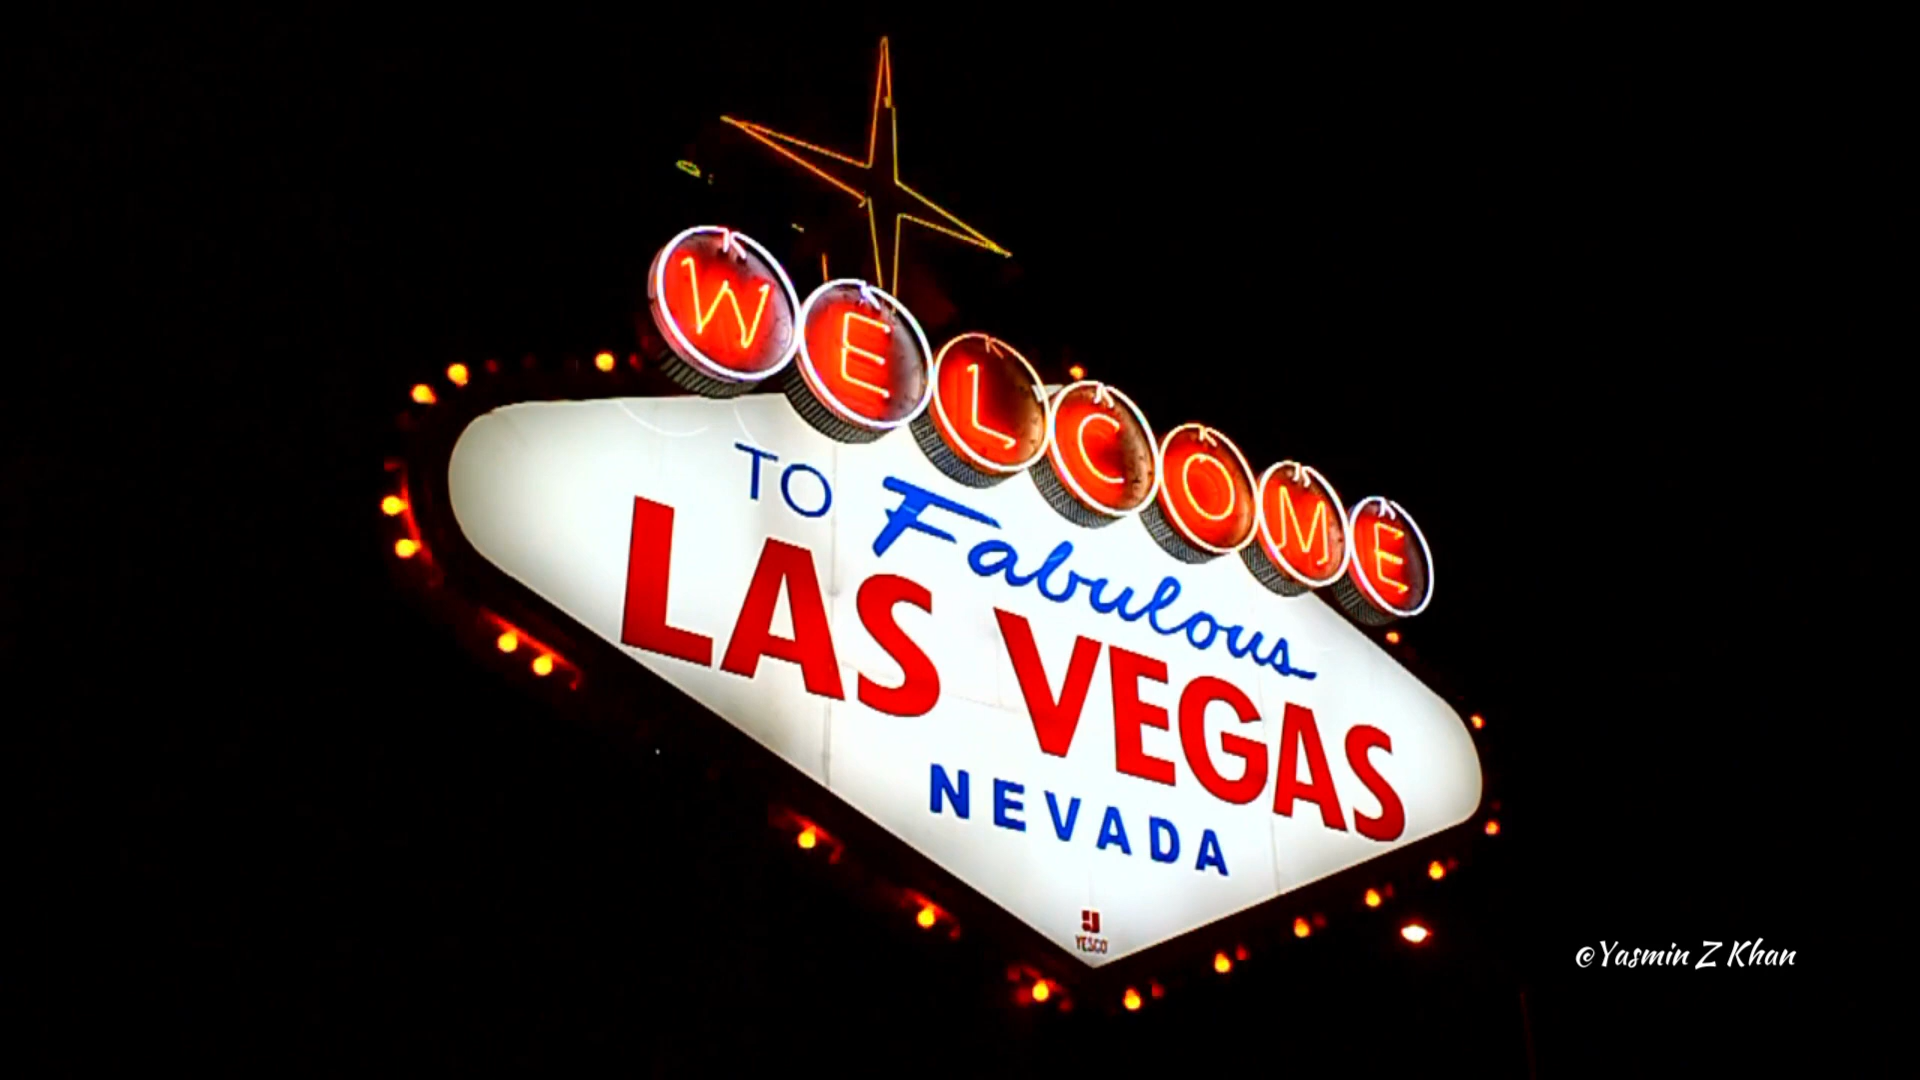 WELCOME
TO Fabulous
LAS VEGAS
NEVADA
YESCO
©Yasmin Z Khan